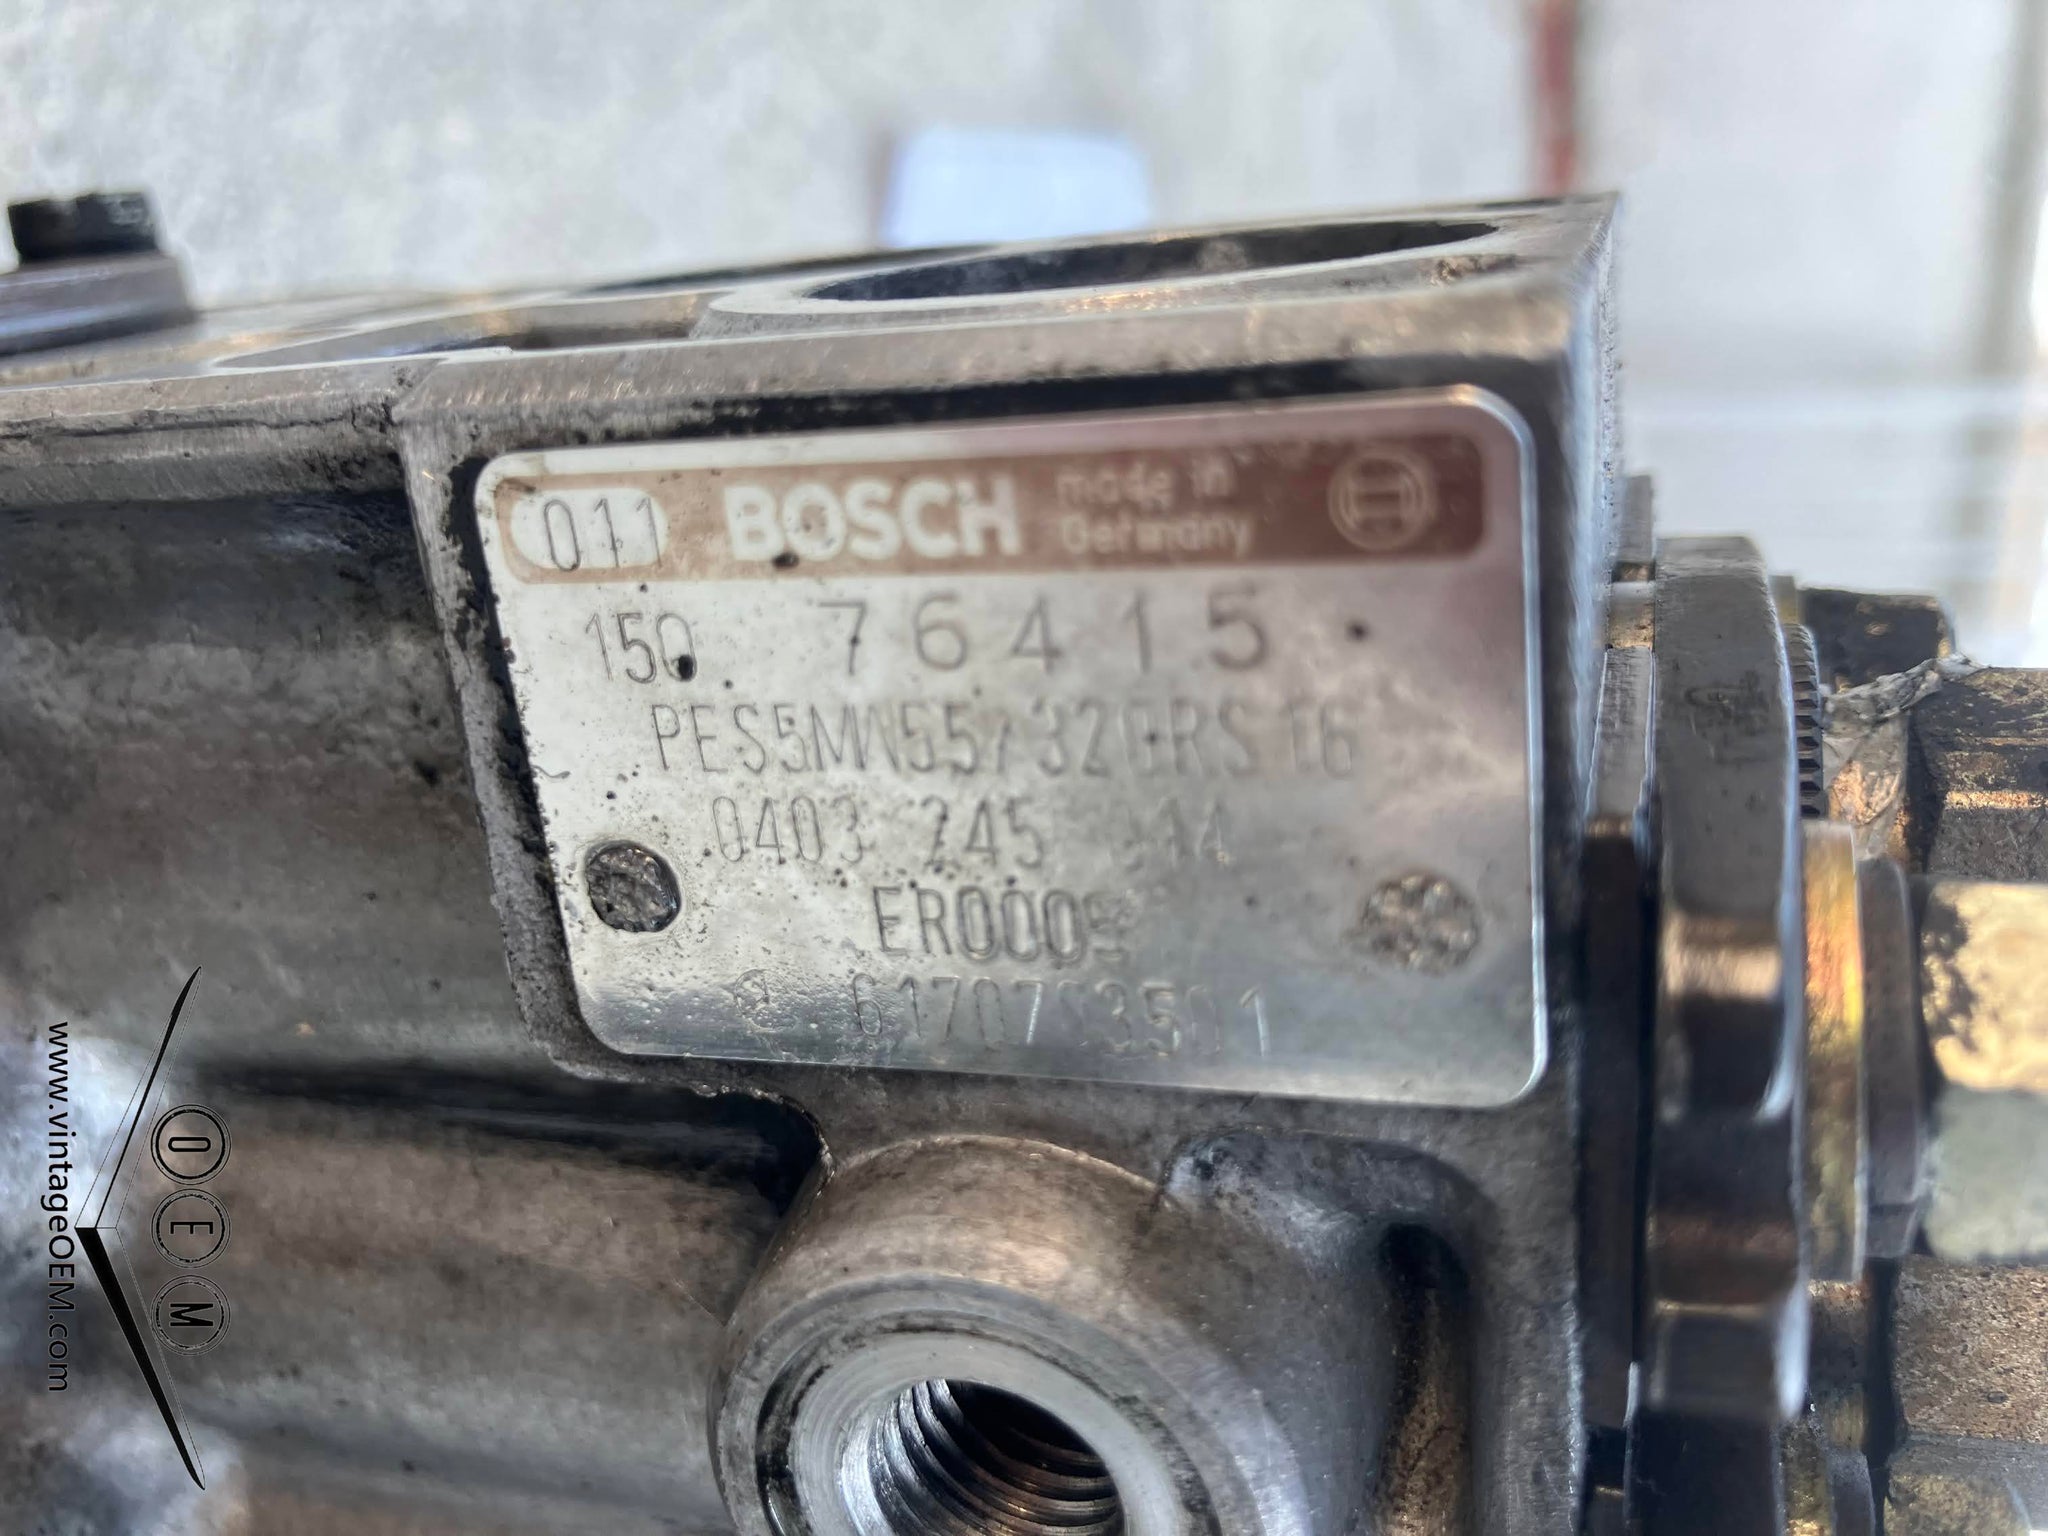 011 BOSCH made in Germany
150 76415
PES5MW55/320RS16
0403 245
ER000
OEM
www.vintageOEM.com